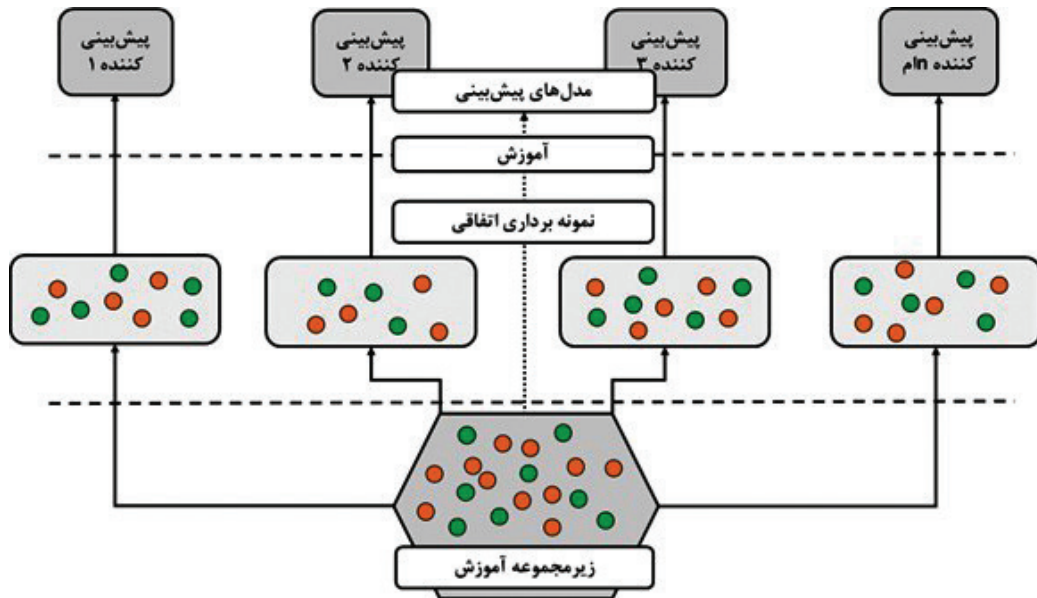 پیش‌بینی
کننده ۱
پیش‌بینی
کننده ۲
پیش‌بینی
کننده ۳
پیش‌بینی
کننده nام
مدل‌های پیش‌بینی
آموزش
نمونه برداری اتفاقی
زیرمجموعه آموزش